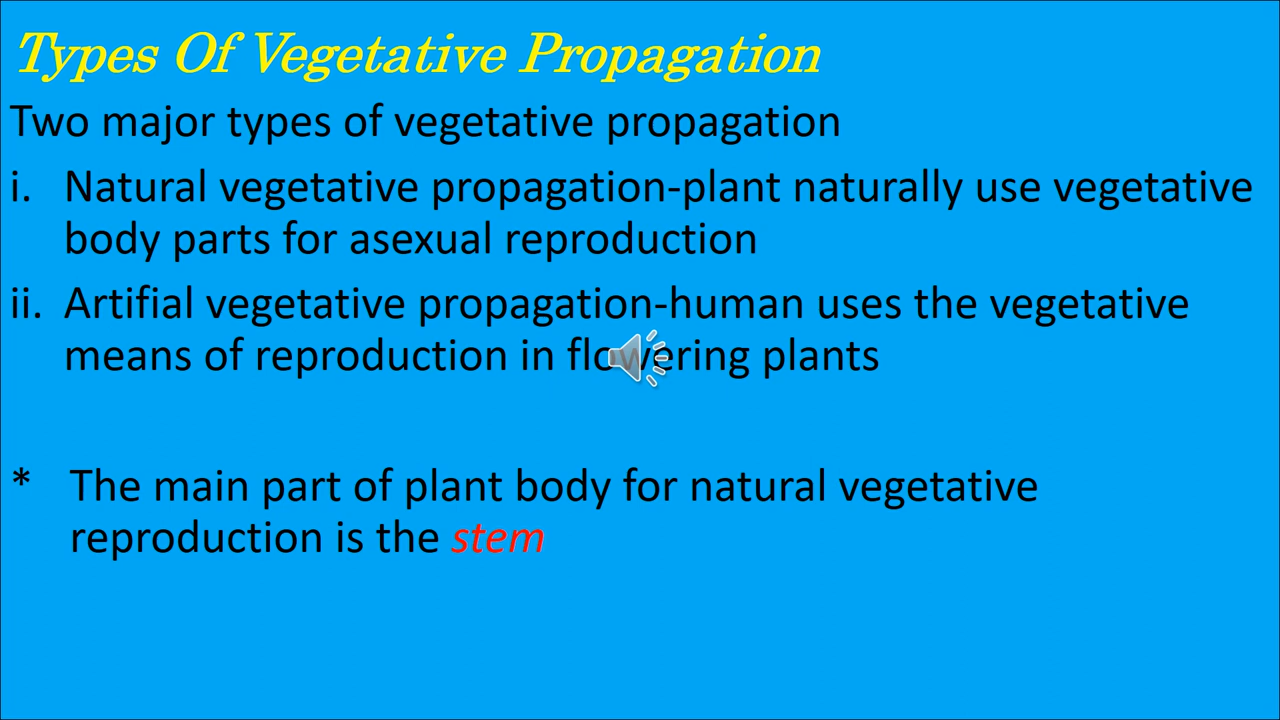 Types Of Vegetative Propagation
Two major types of vegetative propagation
i. Natural vegetative propagation-plant naturally use vegetative
body parts for asexual reproduction
ii. Artifial vegetative propagation-human uses the vegetative
means of reproduction in flowering plants
* The main part of plant body for natural vegetative
reproduction is the stem